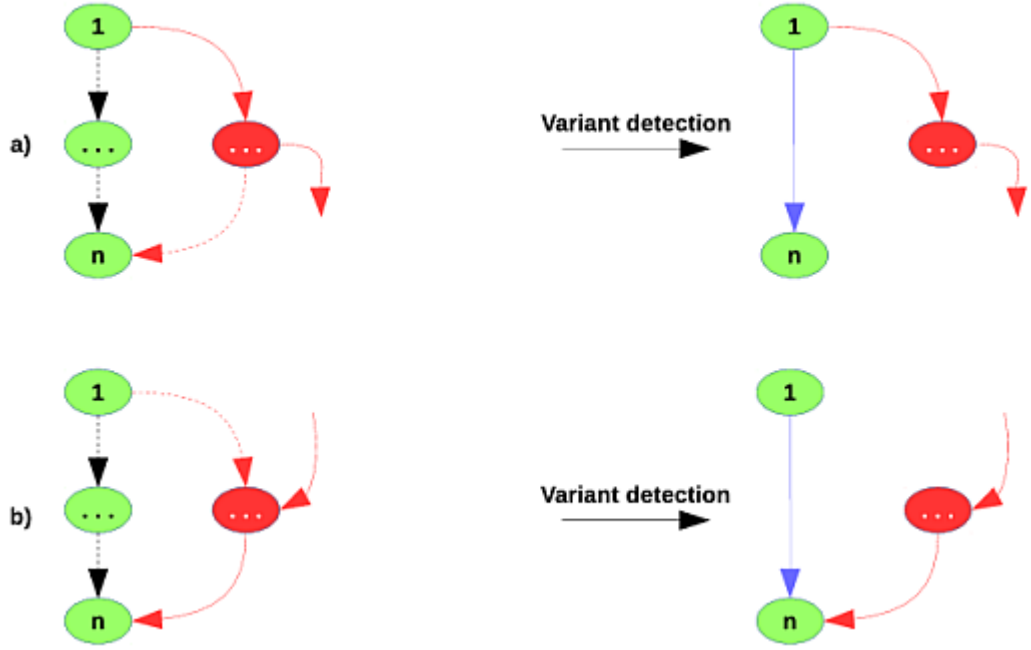 1
1
a)
...
...
Variant detection
...
n
n
1
1
b)
...
...
Variant detection
...
n
n